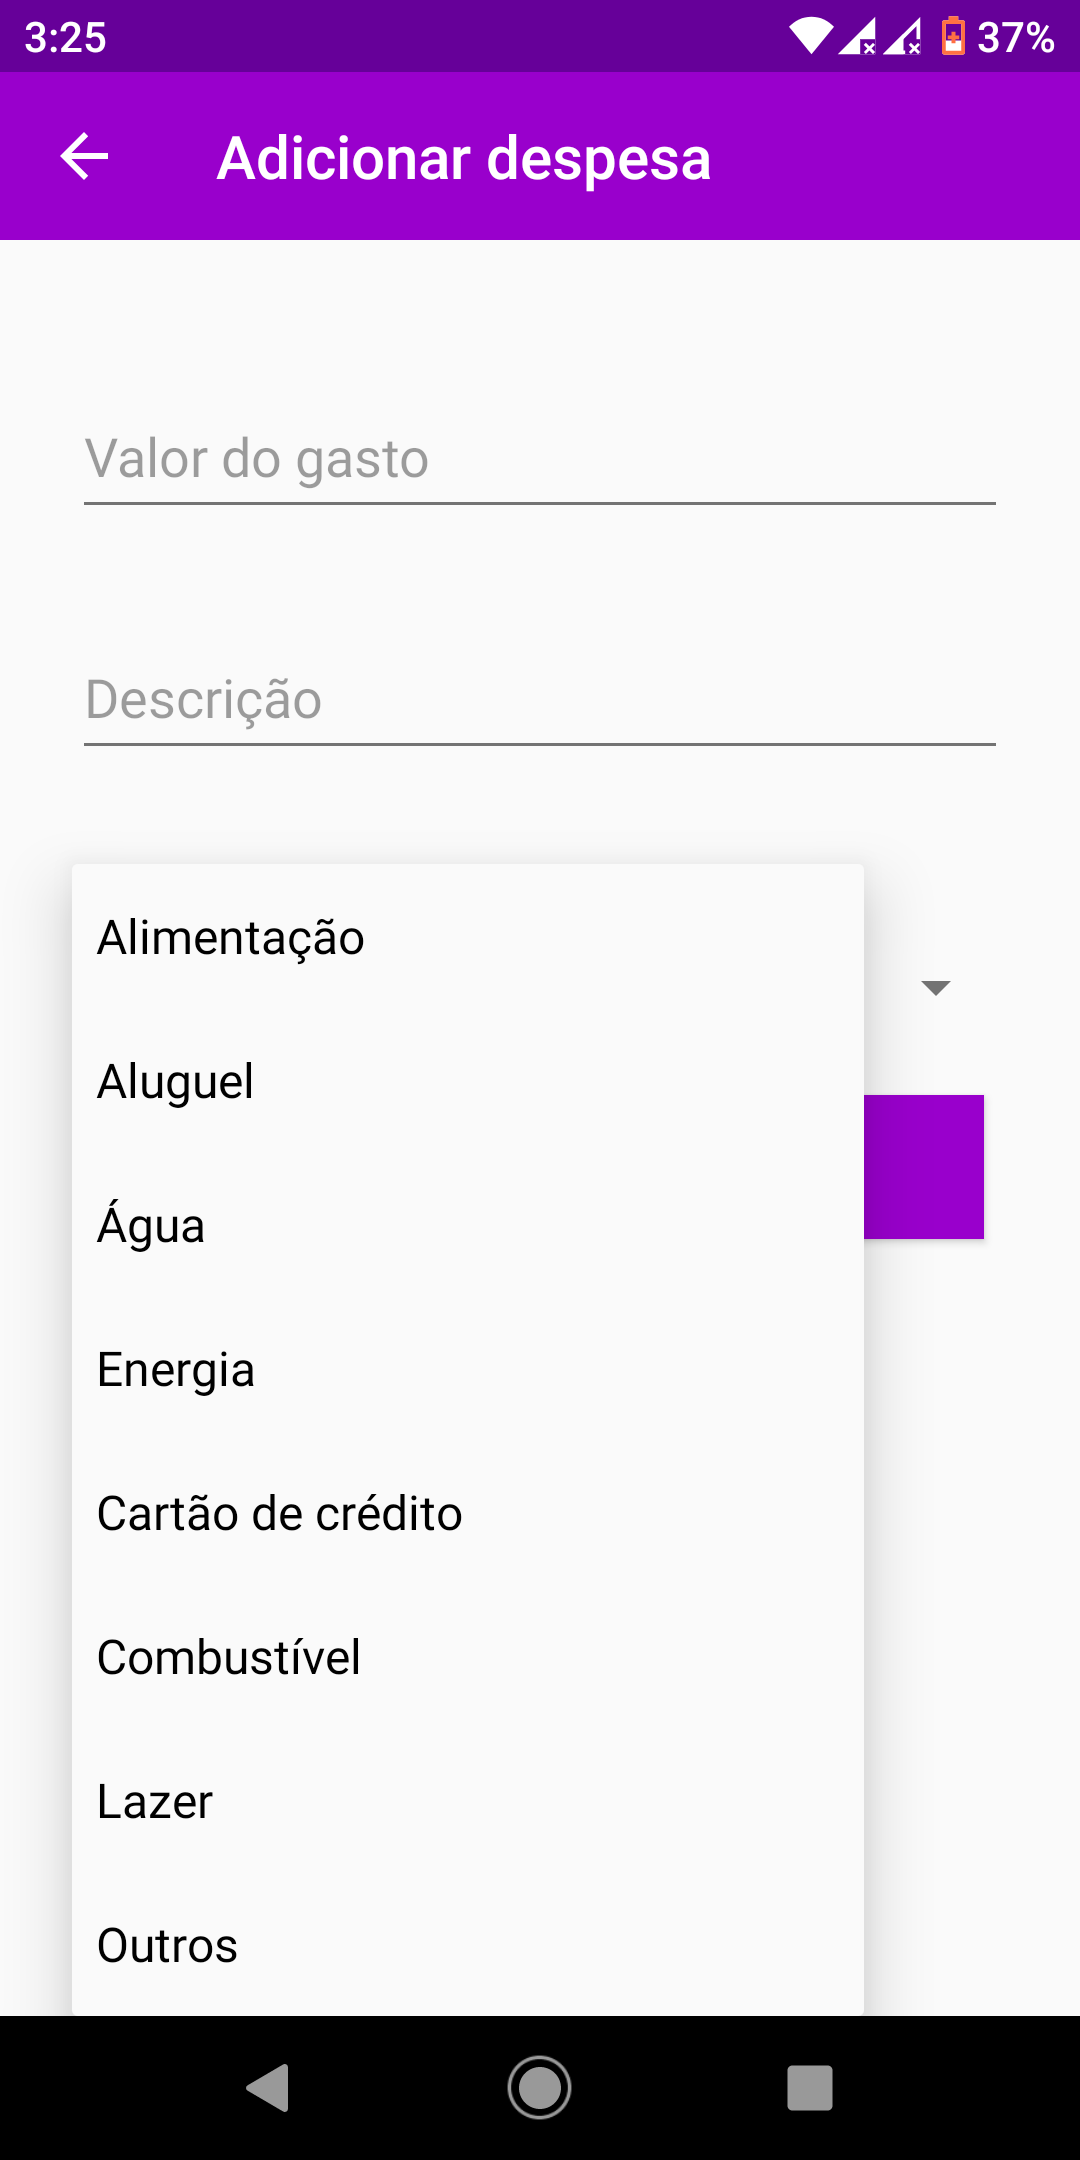 3:25
37%
Adicionar despesa
Valor do gasto
Descrição
Alimentação
Aluguel
Água
Energia
Cartão de crédito
Combustível
Lazer
Outros